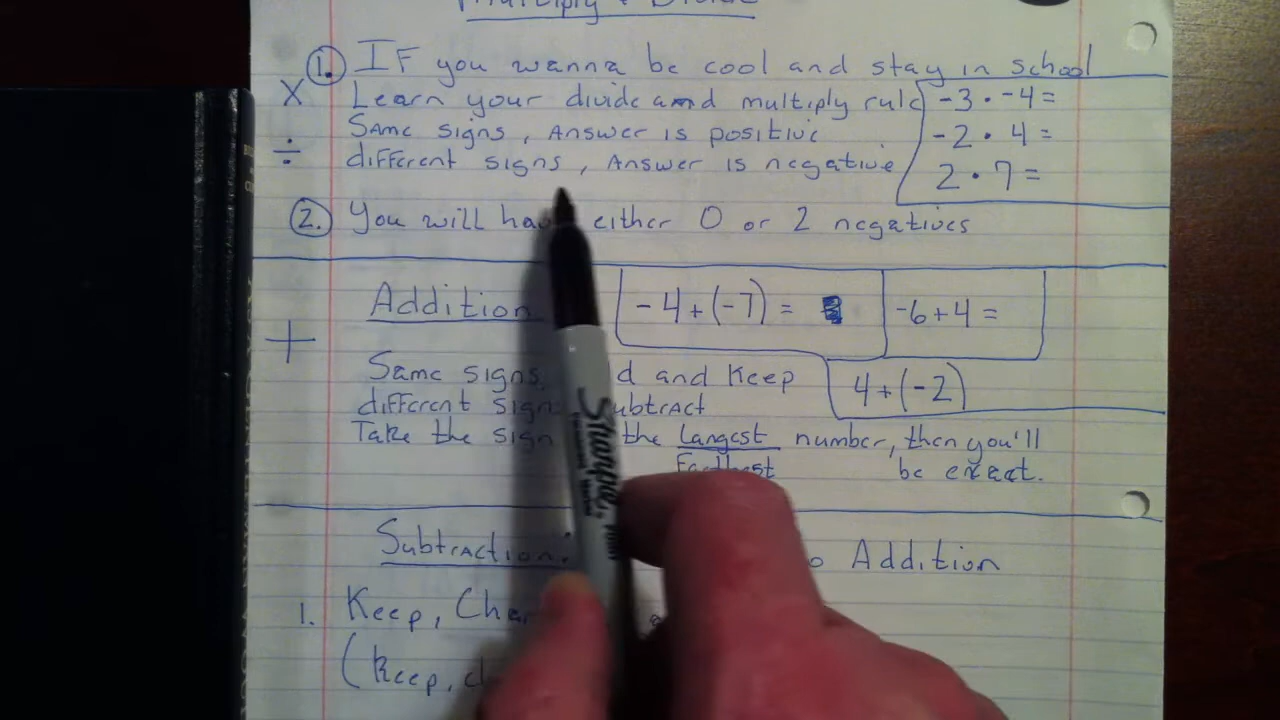 Multiply + Divide
1. IF you wanna be cool and stay in school
x Learn your divide and multiply rule
÷ Same signs, Answer is positive
different signs, Answer is negative
-3 · -4 =
-2 · 4 =
2 · 7 =
2. You will have either 0 or 2 negatives
+ Addition
-4 + (-7) =
-6 + 4 =
4 + (-2)
Same signs, and Keep
different signs subtract
Take the sign the Largest number, then you'll
Farthest be exact.
Subtraction: Addition
1. Keep, 
(keep,
Sharpie